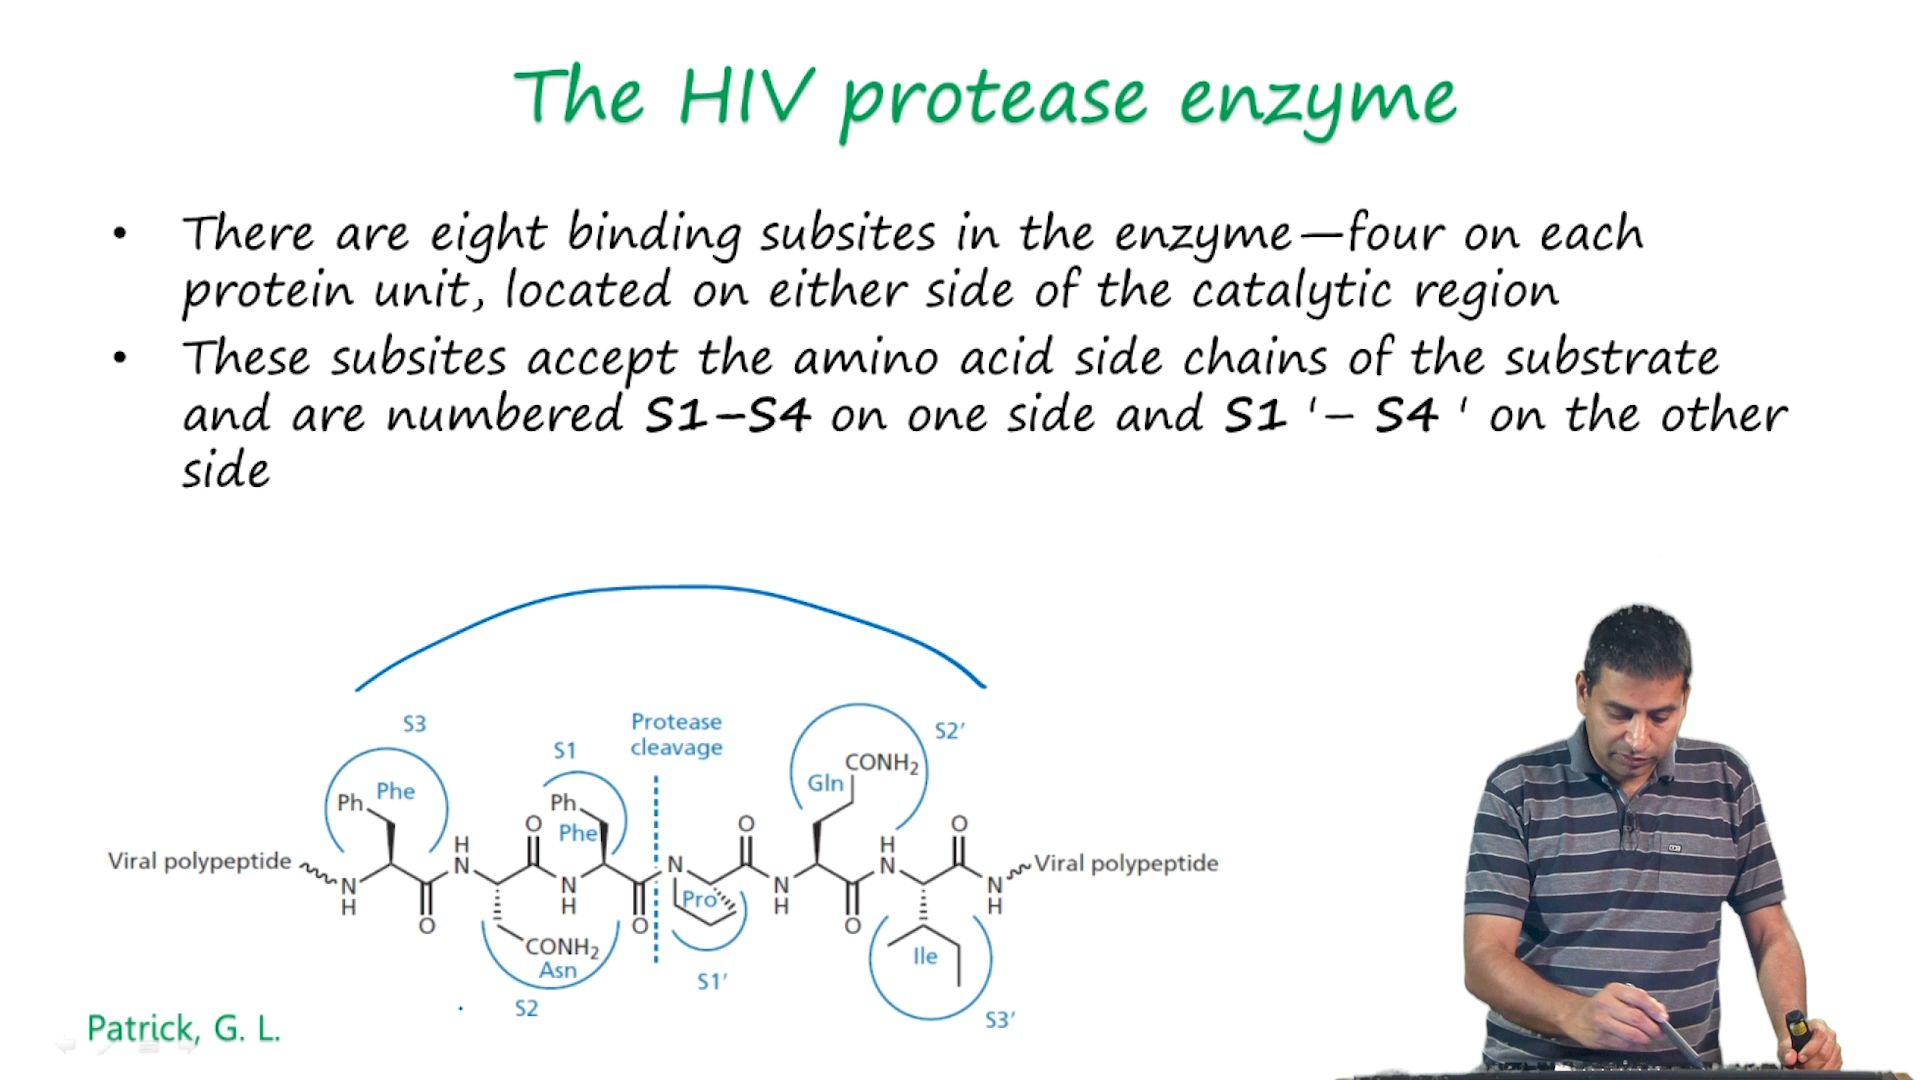 The HIV protease enzyme
• There are eight binding subsites in the enzyme—four on each
protein unit, located on either side of the catalytic region
• These subsites accept the amino acid side chains of the substrate
and are numbered S1–S4 on one side and S1 '– S4 ' on the other
side
S3
S1
Protease
cleavage
S2′
CONH2
Gln
Ph
Phe
Ph
Phe
O
O
O
H
N
H
N
Viral polypeptide
N
Viral polypeptide
N
H
N
H
N
H
N
H
Pro
O
O
O
CONH2
Asn
Ile
S1′
S2
S3′
Patrick, G. L.